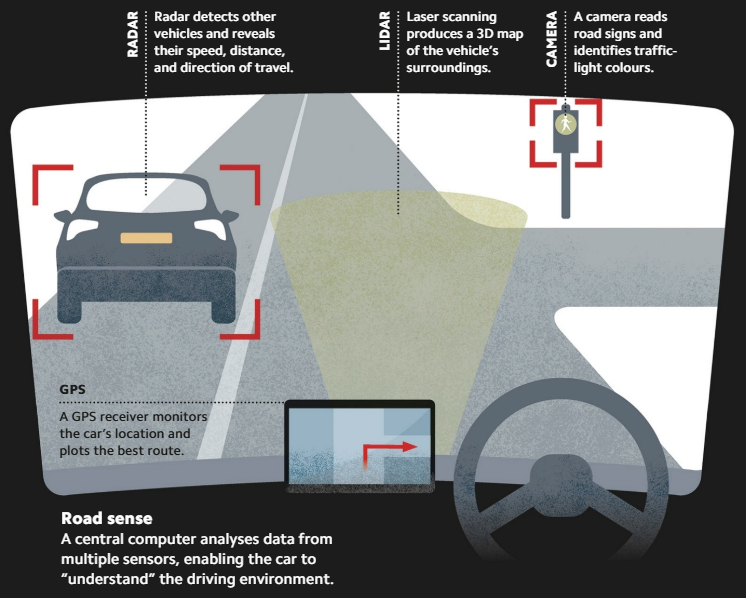 RADAR
Radar detects other
vehicles and reveals
their speed, distance,
and direction of travel.
LIDAR
Laser scanning
produces a 3D map
of the vehicle's
surroundings.
CAMERA
A camera reads
road signs and
identifies traffic-
light colours.
GPS
A GPS receiver monitors
the car's location and
plots the best route.
Road sense
A central computer analyses data from
multiple sensors, enabling the car to
“understand” the driving environment.